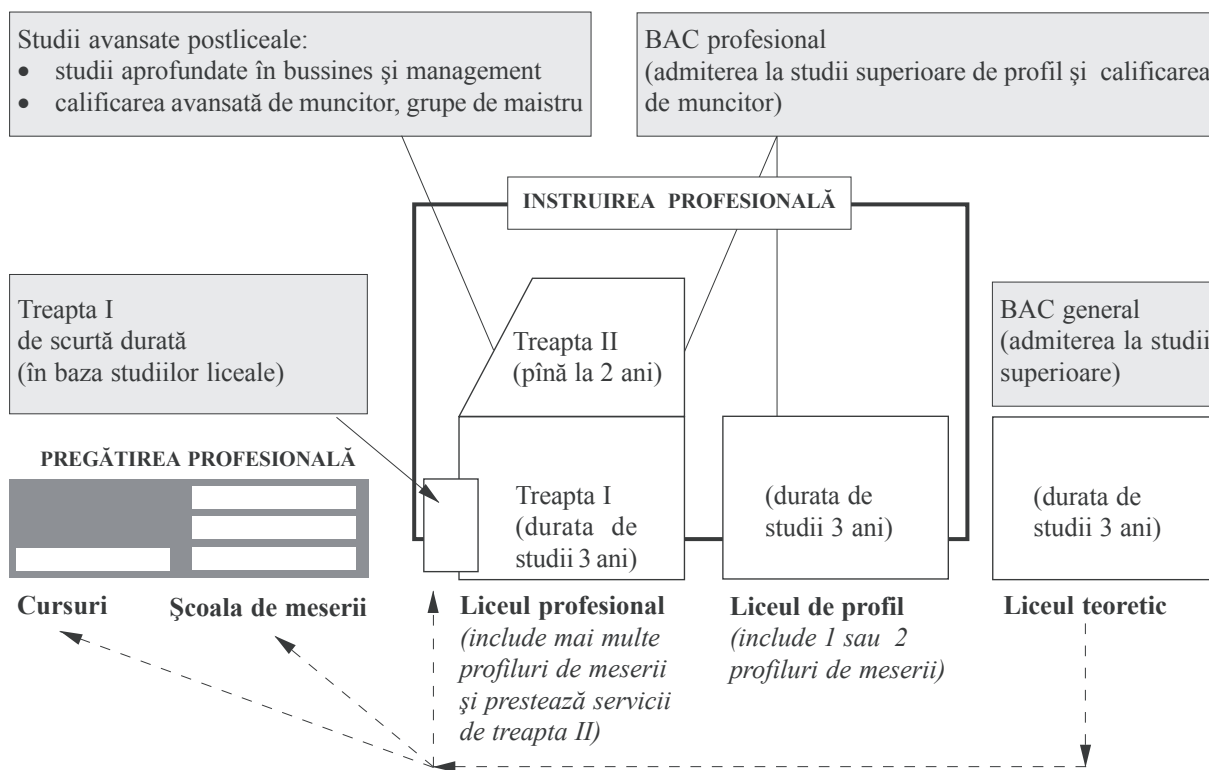 Studii avansate postliceale:
• studii aprofundate în bussines şi management
• calificarea avansată de muncitor, grupe de maistru
BAC profesional
(admiterea la studii superioare de profil şi calificarea
de muncitor)
INSTRUIREA PROFESIONALĂ
Treapta I
de scurtă durată
(în baza studiilor liceale)
Treapta II
(pînă la 2 ani)
BAC general
(admiterea la studii
superioare)
PREGĂTIREA PROFESIONALĂ
Treapta I
(durata de
studii 3 ani)
(durata de
studii 3 ani)
(durata de
studii 3 ani)
Cursuri
Şcoala de meserii
Liceul profesional
(include mai multe
profiluri de meserii
şi prestează servicii
de treapta II)
Liceul de profil
(include 1 sau 2
profiluri de meserii)
Liceul teoretic